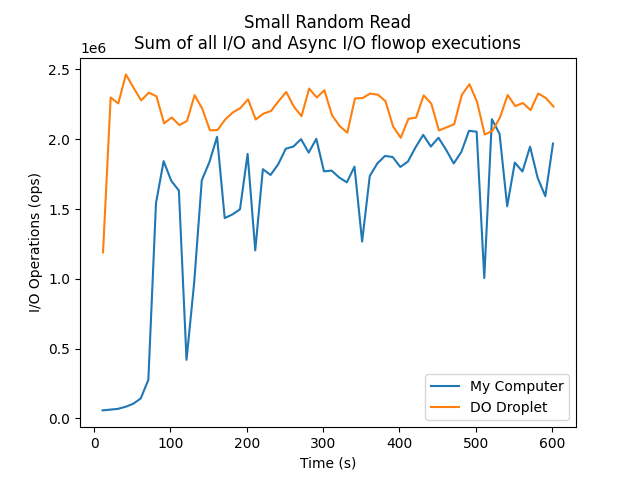 Small Random Read
Sum of all I/O and Async I/O flowop executions
1e6
2.5
2.0
1.5
1.0
0.5
0.0
I/O Operations (ops)
My Computer
DO Droplet
0 100 200 300 400 500 600
Time (s)